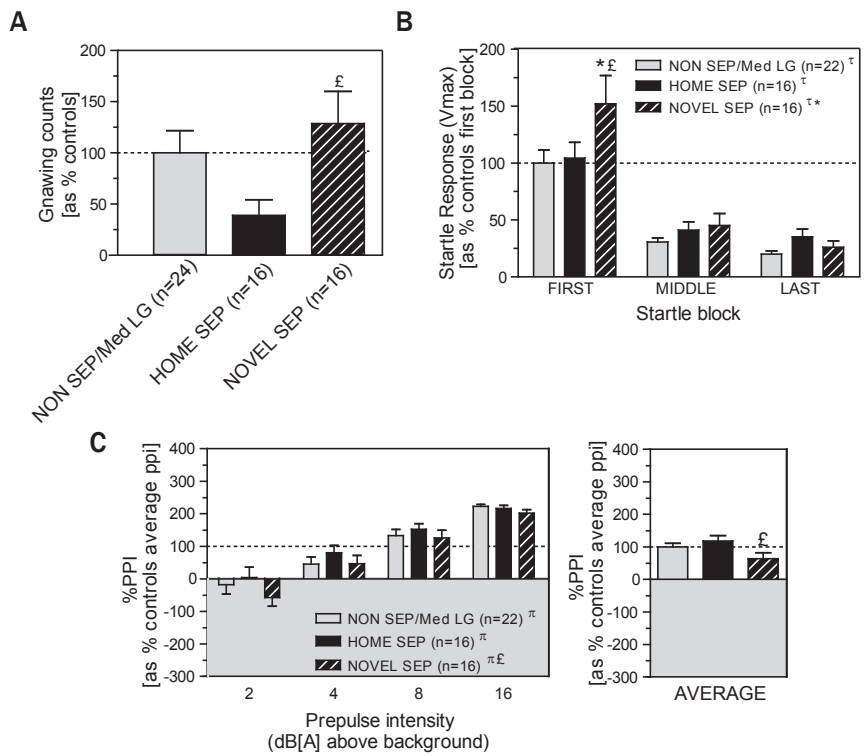 A
Gnawing counts
[as % controls]
200
150
100
50
0
£
NON SEP/Med LG (n=24)
HOME SEP (n=16)
NOVEL SEP (n=16)
B
Startle Response (Vmax)
[as % controls first block]
200
150
100
50
0
*£
NON SEP/Med LG (n=22) τ
HOME SEP (n=16) τ
NOVEL SEP (n=16) τ*
FIRST MIDDLE LAST
Startle block
C
%PPI
[as % controls average ppi]
400
300
200
100
0
-100
-200
-300
NON SEP/Med LG (n=22) π
HOME SEP (n=16) π
NOVEL SEP (n=16) π£
2 4 8 16
Prepulse intensity
(dB[A] above background)
%PPI
[as % controls average ppi]
400
300
200
100
0
-100
-200
-300
£
AVERAGE